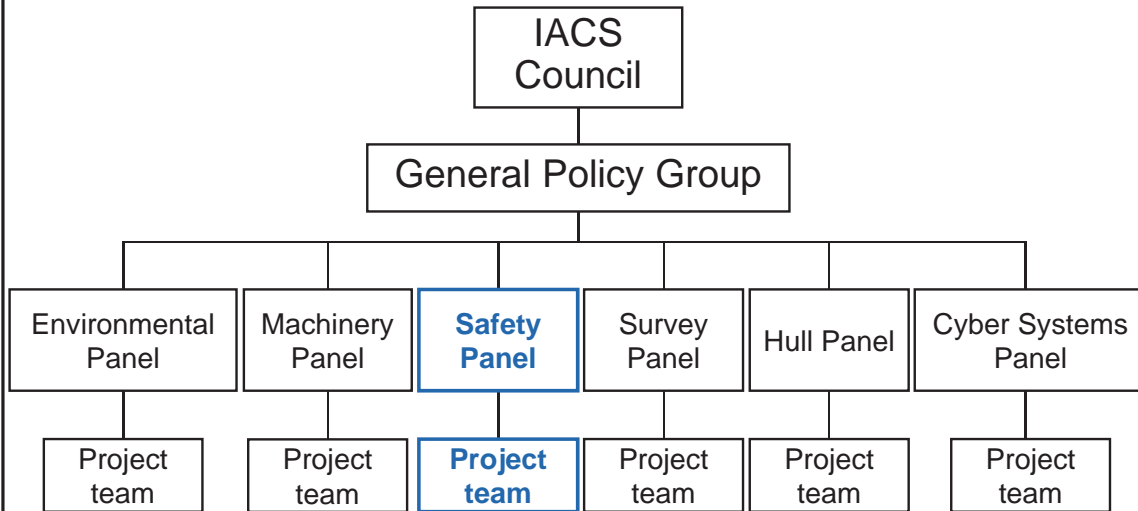 IACS
Council
General Policy Group
Environmental
Panel
Machinery
Panel
Safety
Panel
Survey
Panel
Hull Panel
Cyber Systems
Panel
Project
team
Project
team
Project
team
Project
team
Project
team
Project
team